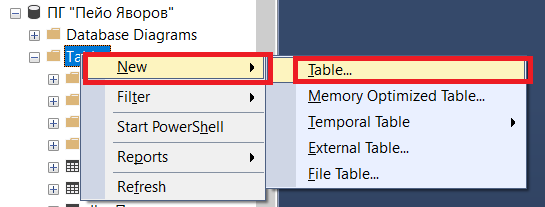 ПГ "Пейо Яворов"
Database Diagrams
New
Table...
Filter
Memory Optimized Table...
Start PowerShell
Temporal Table
Reports
External Table...
Refresh
File Table...